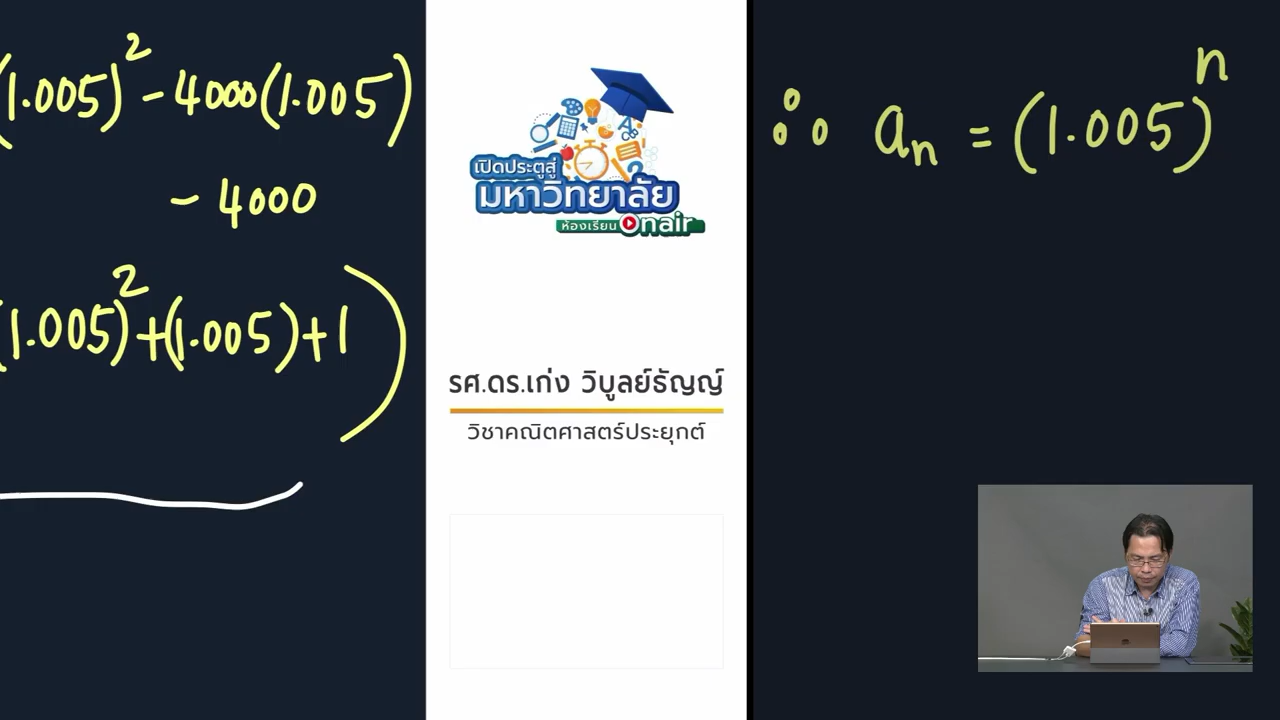 (1.005)² - 4000(1.005)
- 4000
(1.005)² + (1.005) + 1)
เปิดประตูสู่
มหาวิทยาลัย
ห้องเรียน Onair
รศ.ดร.เก่ง วิบูลย์ธัญญ์
วิชาคณิตศาสตร์ประยุกต์
∴ aₙ = (1.005)ⁿ